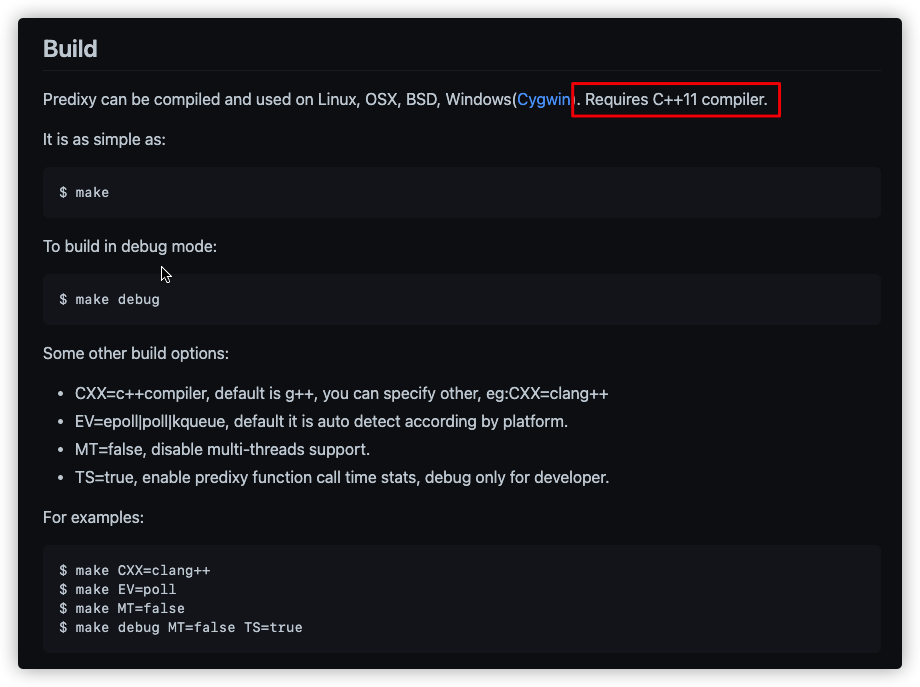 Build
Predixy can be compiled and used on Linux, OSX, BSD, Windows(Cygwin). Requires C++11 compiler.
It is as simple as:
$ make
To build in debug mode:
$ make debug
Some other build options:
• CXX=c++compiler, default is g++, you can specify other, eg:CXX=clang++
• EV=epoll|poll|kqueue, default it is auto detect according by platform.
• MT=false, disable multi-threads support.
• TS=true, enable predixy function call time stats, debug only for developer.
For examples:
$ make CXX=clang++
$ make EV=poll
$ make MT=false
$ make debug MT=false TS=true